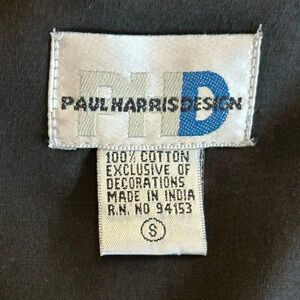 PHD
PAUL HARRIS DESIGN
100% COTTON
EXCLUSIVE OF
DECORATIONS
MADE IN INDIA
R.N. NO 94153
S